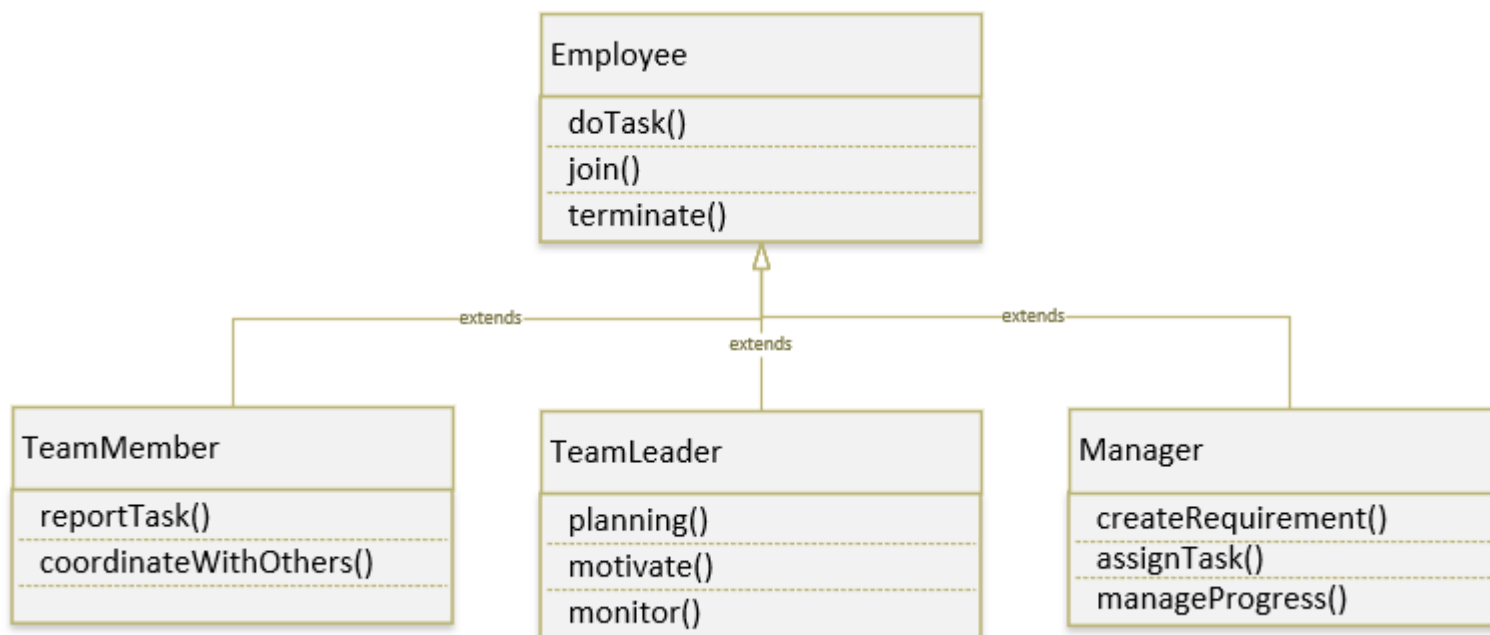 Employee
doTask()
join()
terminate()
extends
extends
extends
TeamMember
reportTask()
coordinateWithOthers()
TeamLeader
planning()
motivate()
monitor()
Manager
createRequirement()
assignTask()
manageProgress()